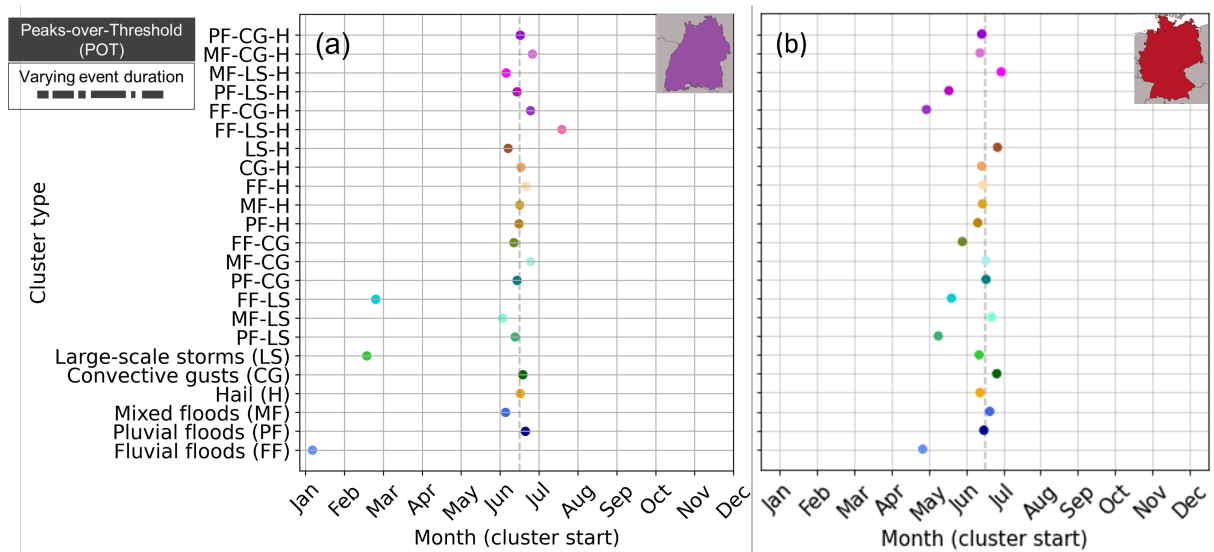 Peaks-over-Threshold
(POT)
Varying event duration
(a)
(b)
Cluster type
PF-CG-H
MF-CG-H
MF-LS-H
PF-LS-H
FF-CG-H
FF-LS-H
LS-H
CG-H
FF-H
MF-H
PF-H
FF-CG
MF-CG
PF-CG
FF-LS
MF-LS
PF-LS
Large-scale storms (LS)
Convective gusts (CG)
Hail (H)
Mixed floods (MF)
Pluvial floods (PF)
Fluvial floods (FF)
Jan Feb Mar Apr May Jun Jul Aug Sep Oct Nov Dec
Month (cluster start)
Jan Feb Mar Apr May Jun Jul Aug Sep Oct Nov Dec
Month (cluster start)